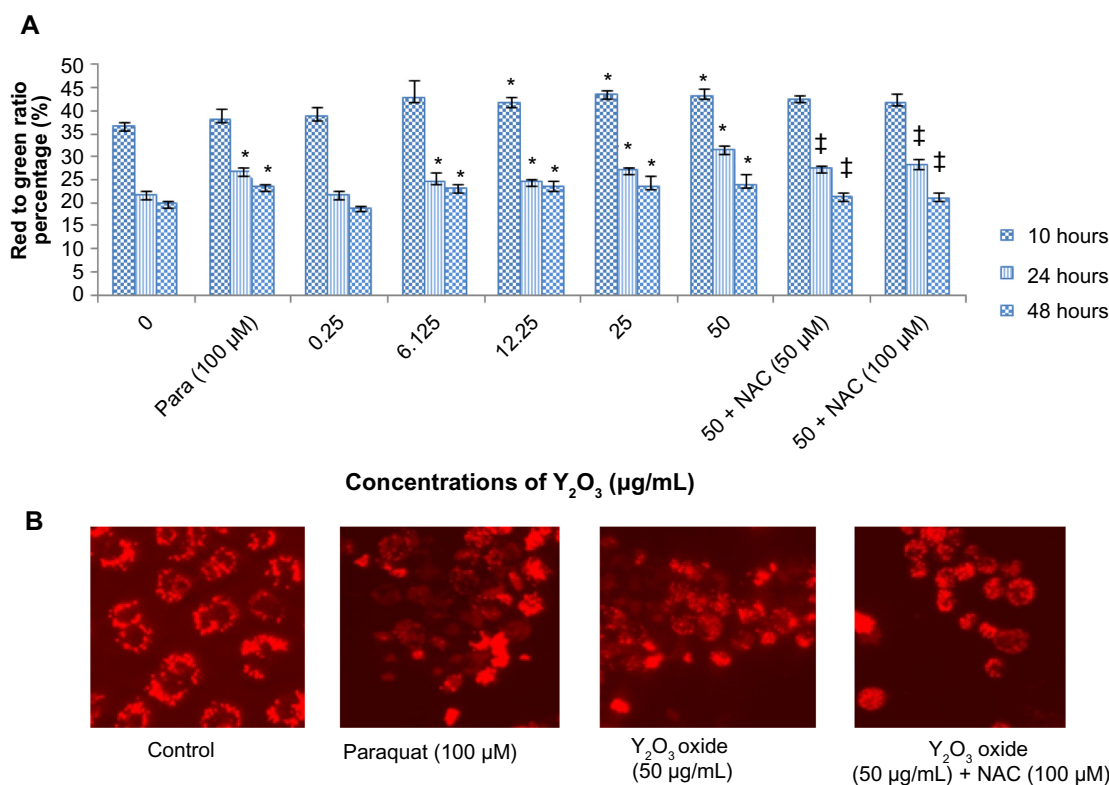 A
Red to green ratio
percentage (%)
50
45
40
35
30
25
20
15
10
5
0
* * * * * * * * * * * * * ‡ ‡ ‡ ‡
0
Para (100 µM)
0.25
6.125
12.25
25
50
50 + NAC (50 µM)
50 + NAC (100 µM)
10 hours
24 hours
48 hours
Concentrations of Y₂O₃ (µg/mL)
B
Control
Paraquat (100 µM)
Y₂O₃ oxide
(50 µg/mL)
Y₂O₃ oxide
(50 µg/mL) + NAC (100 µM)